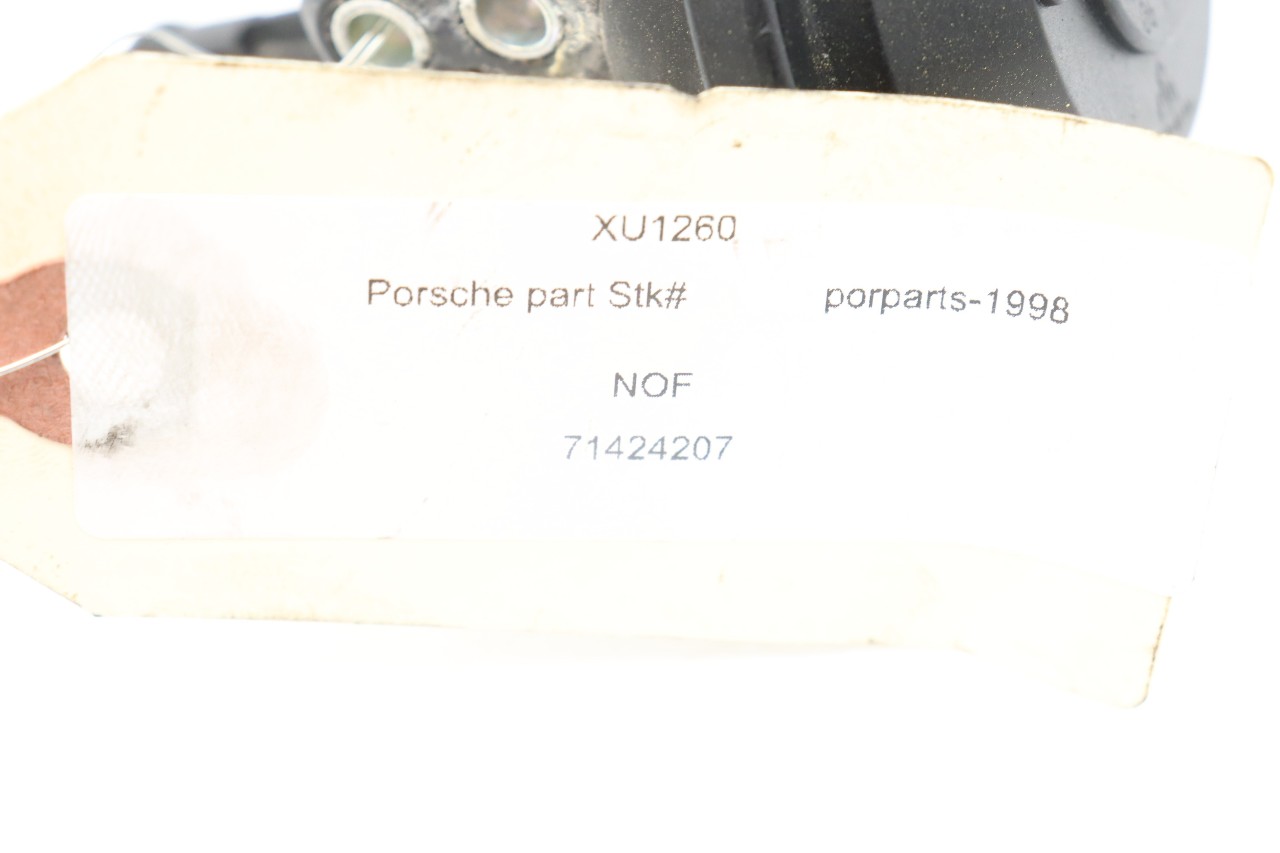 XU1260
Porsche part Stk# porparts-1998
NOF
71424207